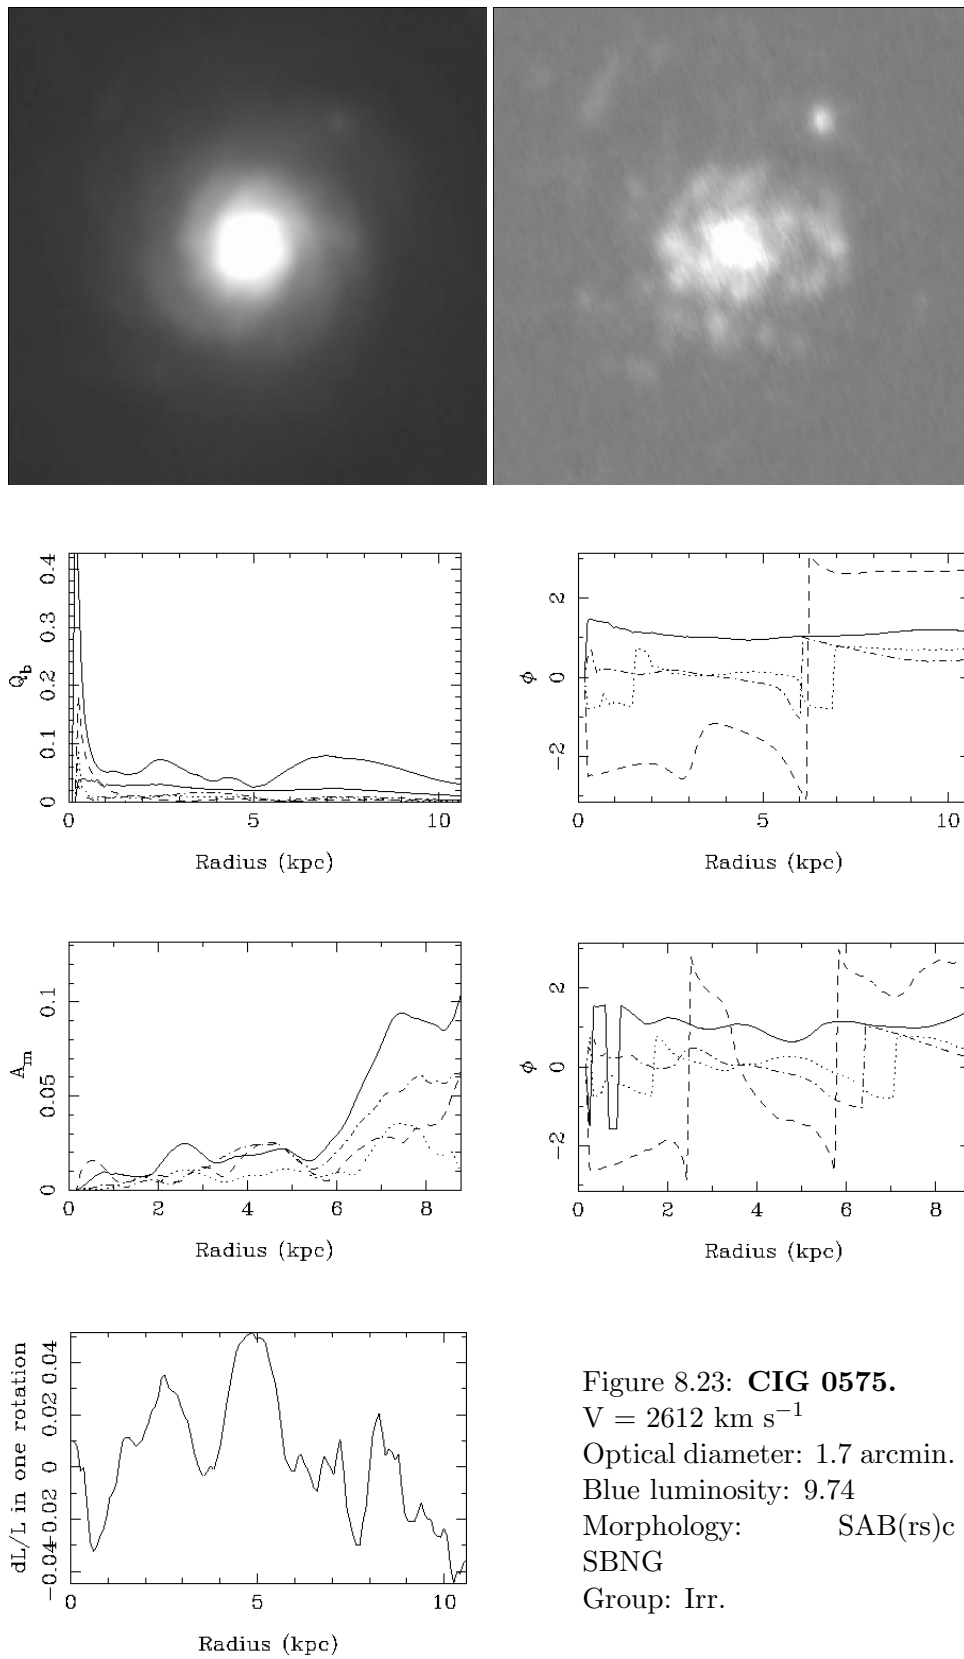 0.4
0.3
0.2
0.1
0
Q_b
0 5 10
Radius (kpc)
2
0
−2
φ
0 5 10
Radius (kpc)
0.1
0.05
0
A_m
0 2 4 6 8
Radius (kpc)
2
0
−2
φ
0 2 4 6 8
Radius (kpc)
0.04
0.02
0
−0.02
−0.04
dL/L in one rotation
0 5 10
Radius (kpc)
Figure 8.23: CIG 0575.
V = 2612 km s⁻¹
Optical diameter: 1.7 arcmin.
Blue luminosity: 9.74
Morphology: SAB(rs)c
SBNG
Group: Irr.